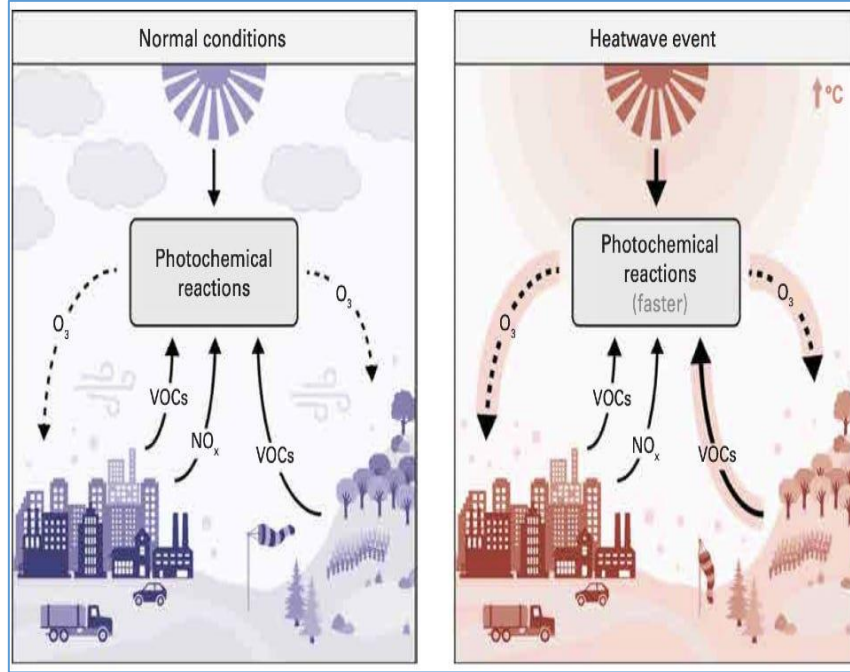 Normal conditions
Photochemical
reactions
O₃
O₃
VOCs
NOₓ
VOCs
Heatwave event
↑ °C
Photochemical
reactions
(faster)
O₃
O₃
VOCs
NOₓ
VOCs